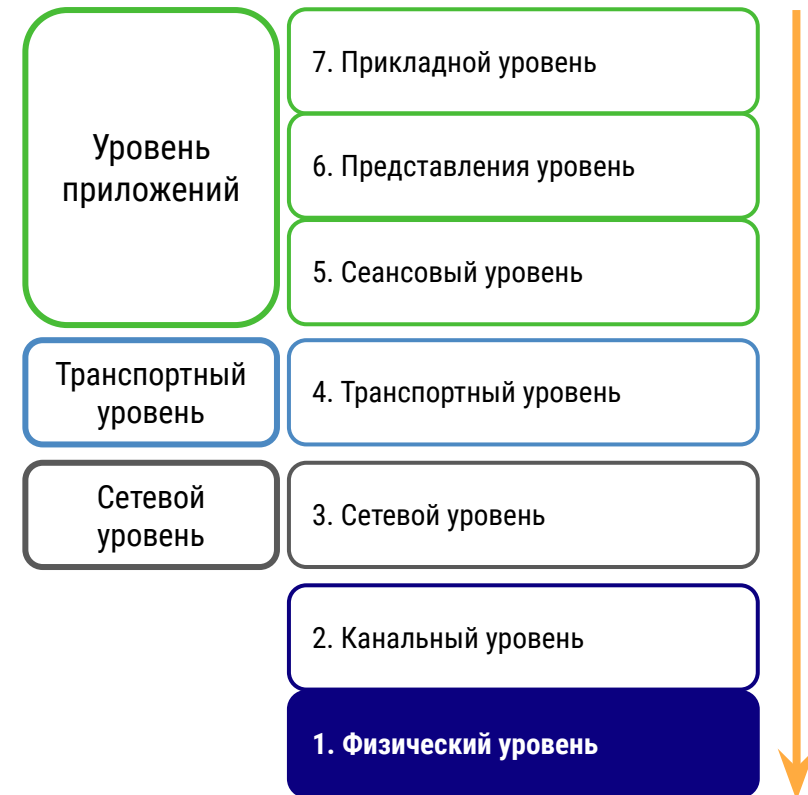 Уровень
приложений
7. Прикладной уровень
6. Представления уровень
5. Сеансовый уровень
Транспортный
уровень
4. Транспортный уровень
Сетевой
уровень
3. Сетевой уровень
2. Канальный уровень
1. Физический уровень